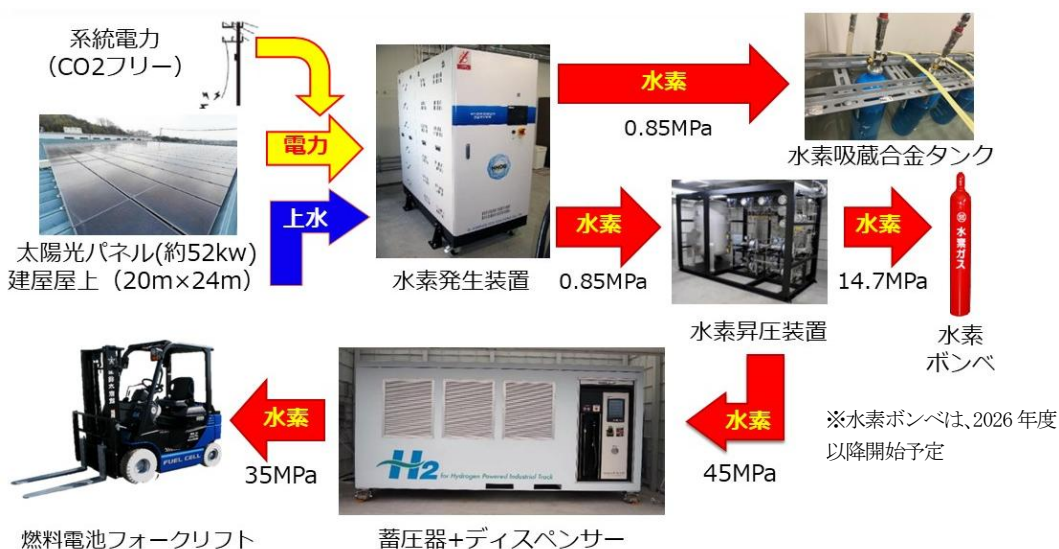 系統電力
（CO2フリー）
電力
上水
太陽光パネル(約52kw)
建屋屋上（20m×24m）
水素発生装置
水素
0.85MPa
水素吸蔵合金タンク
水素
0.85MPa
水素昇圧装置
水素
14.7MPa
水素ガス
水素
ボンベ
※水素ボンベは、2026 年度
以降開始予定
水素
45MPa
H2
for Hydrogen Powered Industrial Truck
蓄圧器+ディスペンサー
水素
35MPa
FUEL CELL
燃料電池フォークリフト